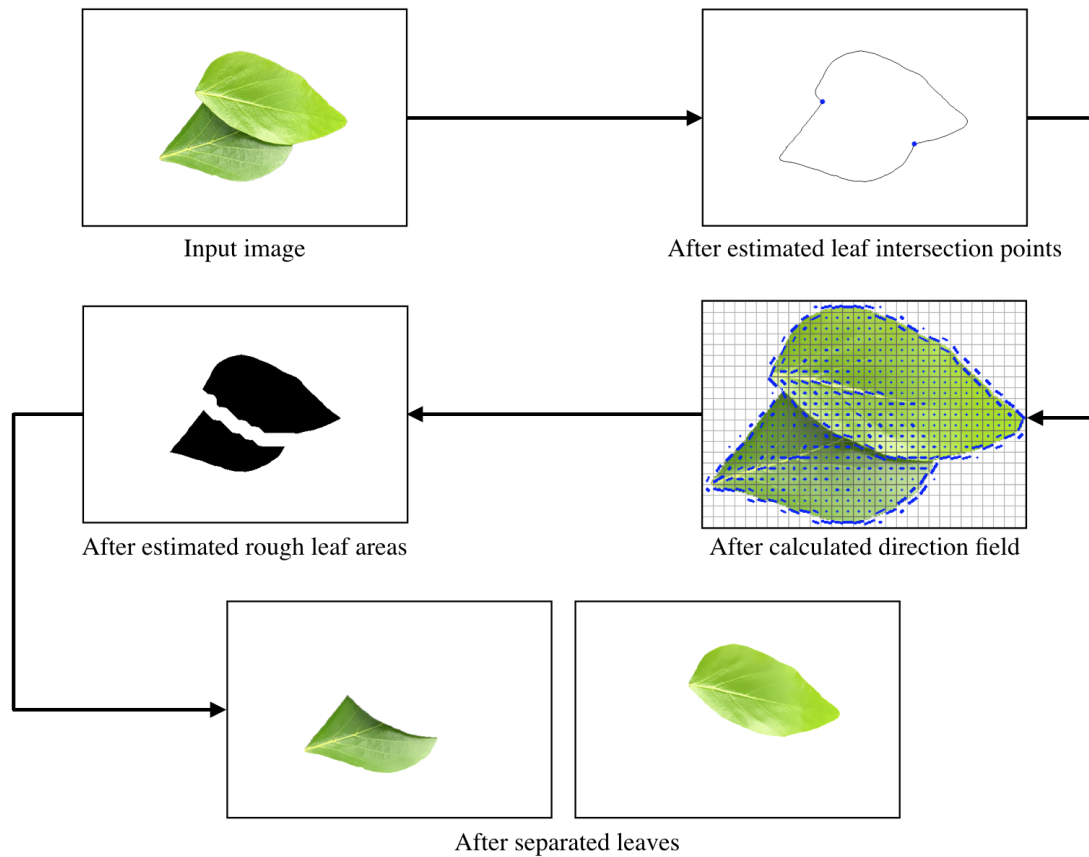 Input image
After estimated leaf intersection points
After estimated rough leaf areas
After calculated direction field
After separated leaves